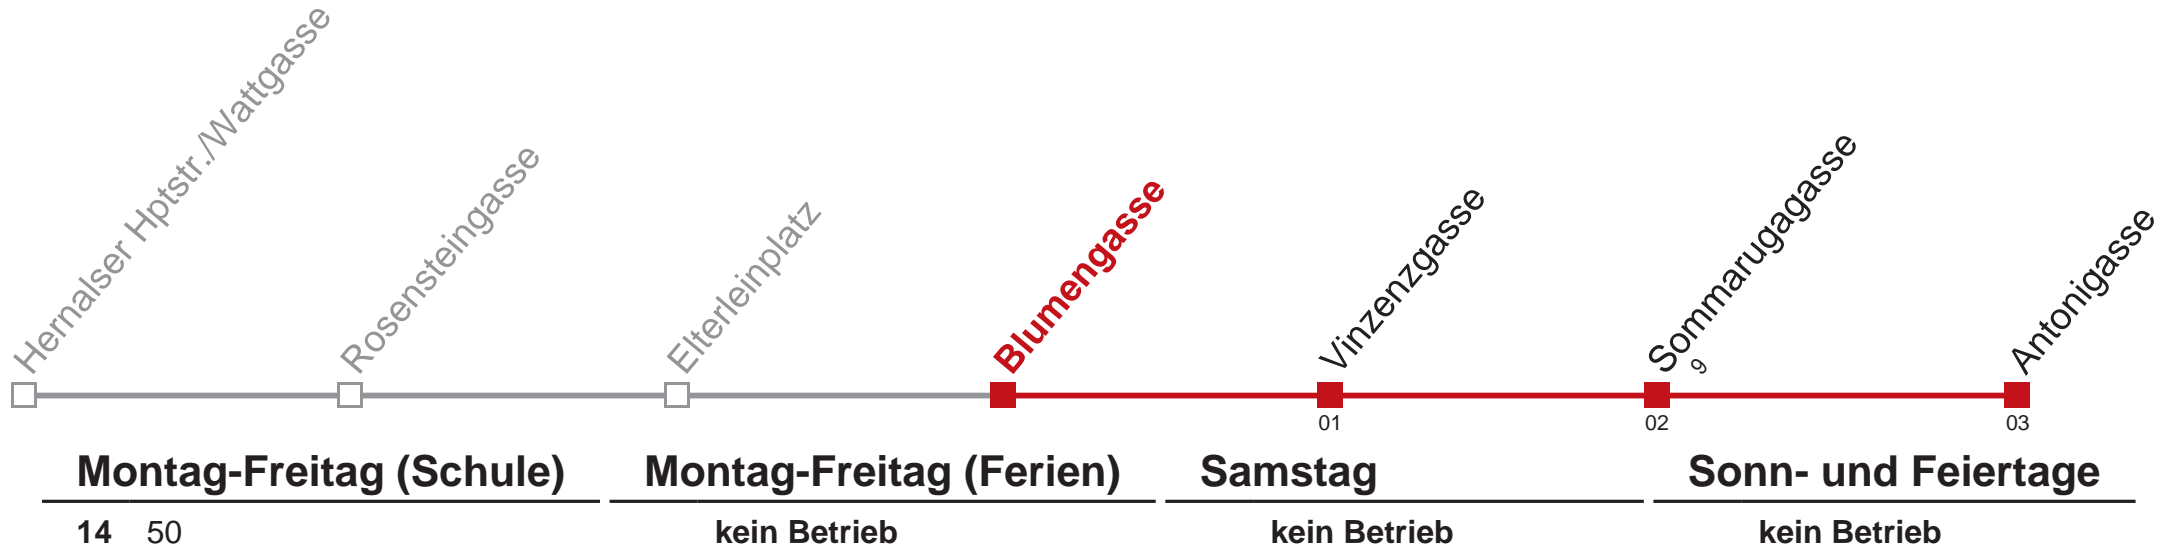 Hernalser Hptstr./Wattgasse
Rosensteingasse
Elterleinplatz
Blumengasse
Vinzenzgasse
Sommarugagasse
9
Antonigasse
01 02 03
Montag-Freitag (Schule) Montag-Freitag (Ferien) Samstag Sonn- und Feiertage
14 50 kein Betrieb kein Betrieb kein Betrieb